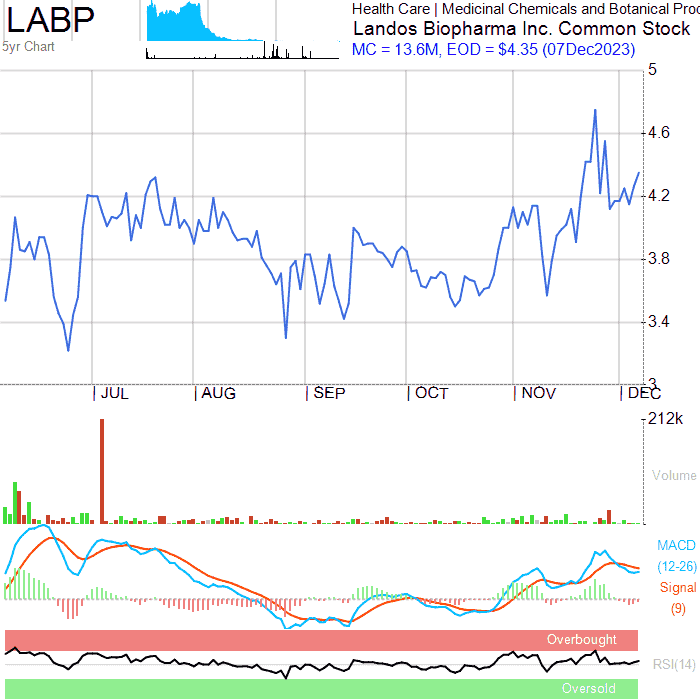 LABP
5yr Chart
Health Care | Medicinal Chemicals and Botanical Proc
Landos Biopharma Inc. Common Stock
MC = 13.6M, EOD = $4.35 (07Dec2023)
5
4.6
4.2
3.8
3.4
3
JUL AUG SEP OCT NOV DEC
212k
Volume
MACD
(12-26)
Signal
(9)
Overbought
RSI(14)
Oversold